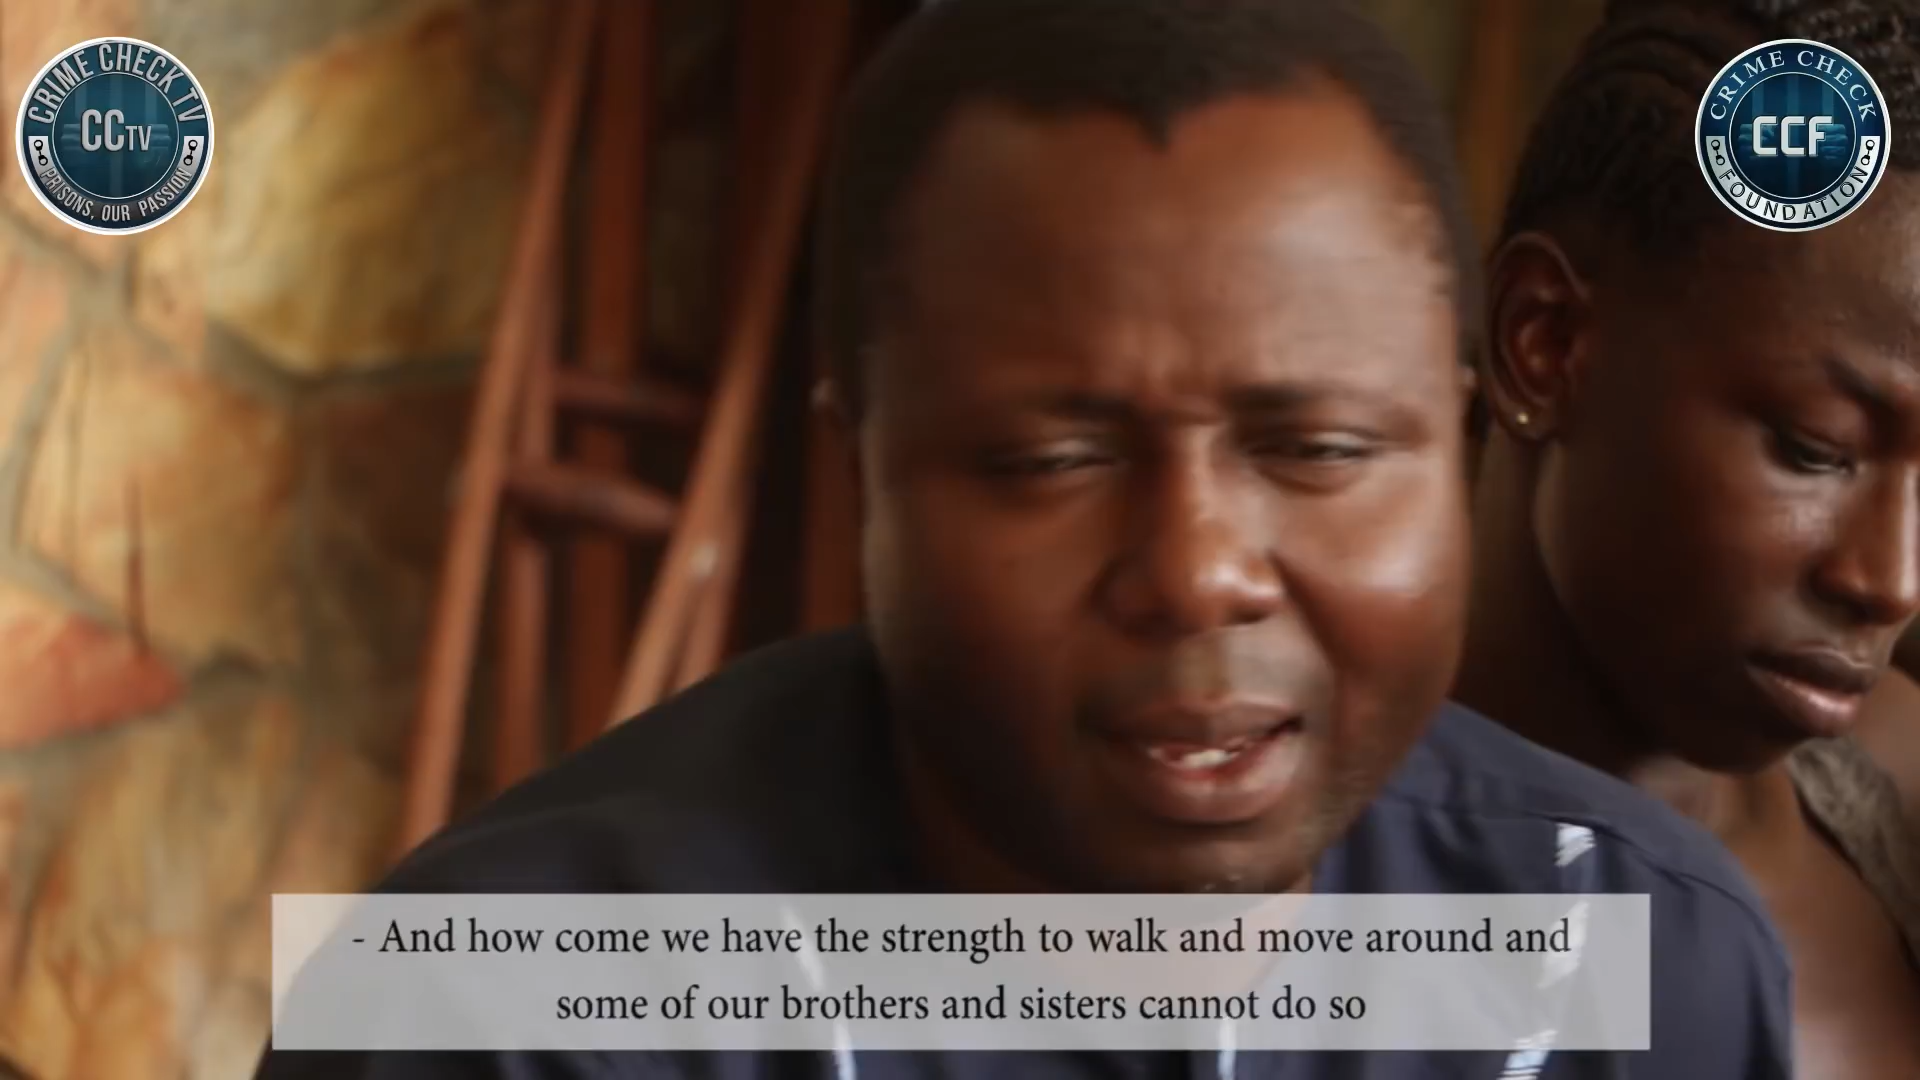 CRIME CHECK TV
CCTV
PRISONS, OUR PASSION
CRIME CHECK
CCF
FOUNDATION
- And how come we have the strength to walk and move around and
some of our brothers and sisters cannot do so